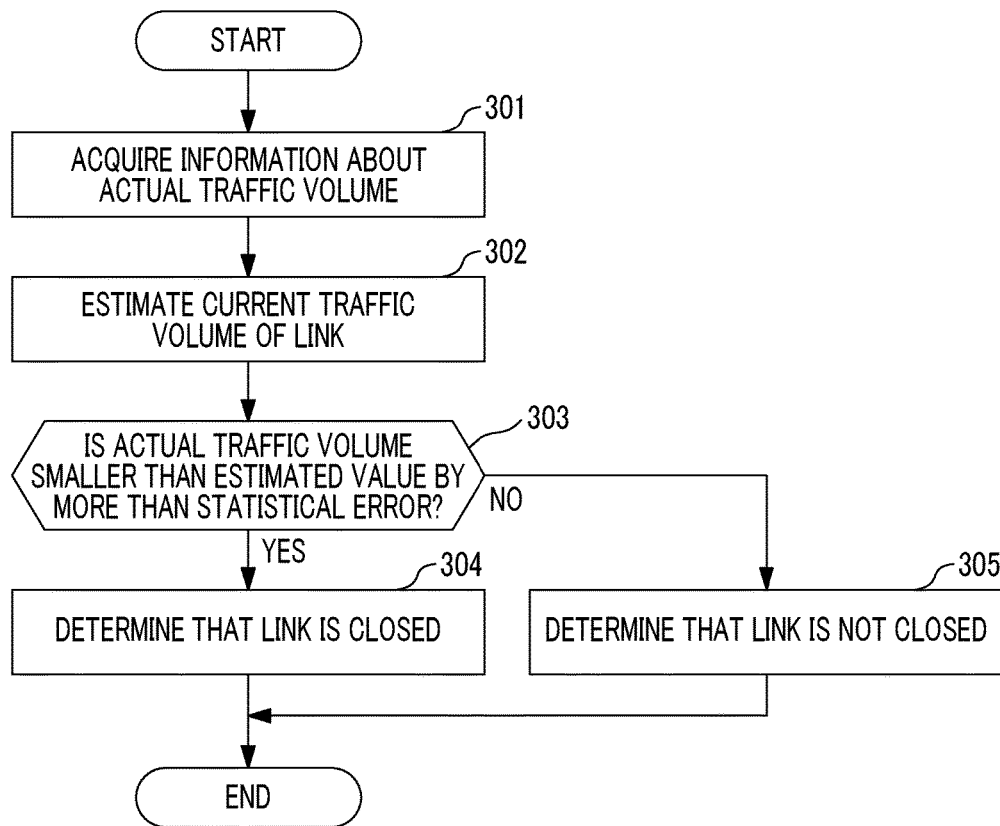 START
301
ACQUIRE INFORMATION ABOUT
ACTUAL TRAFFIC VOLUME
302
ESTIMATE CURRENT TRAFFIC
VOLUME OF LINK
303
IS ACTUAL TRAFFIC VOLUME
SMALLER THAN ESTIMATED VALUE BY
MORE THAN STATISTICAL ERROR?
NO
YES
304
305
DETERMINE THAT LINK IS CLOSED
DETERMINE THAT LINK IS NOT CLOSED
END